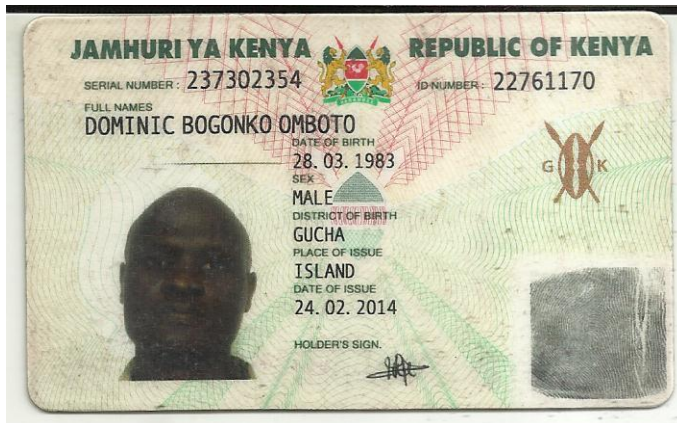 JAMHURI YA KENYA REPUBLIC OF KENYA
SERIAL NUMBER: 237302354 ID NUMBER: 22761170
FULL NAMES
DOMINIC BOGONKO OMBOTO
DATE OF BIRTH
28. 03. 1983
G K
SEX
MALE
DISTRICT OF BIRTH
GUCHA
PLACE OF ISSUE
ISLAND
DATE OF ISSUE
24. 02. 2014
HOLDER'S SIGN.